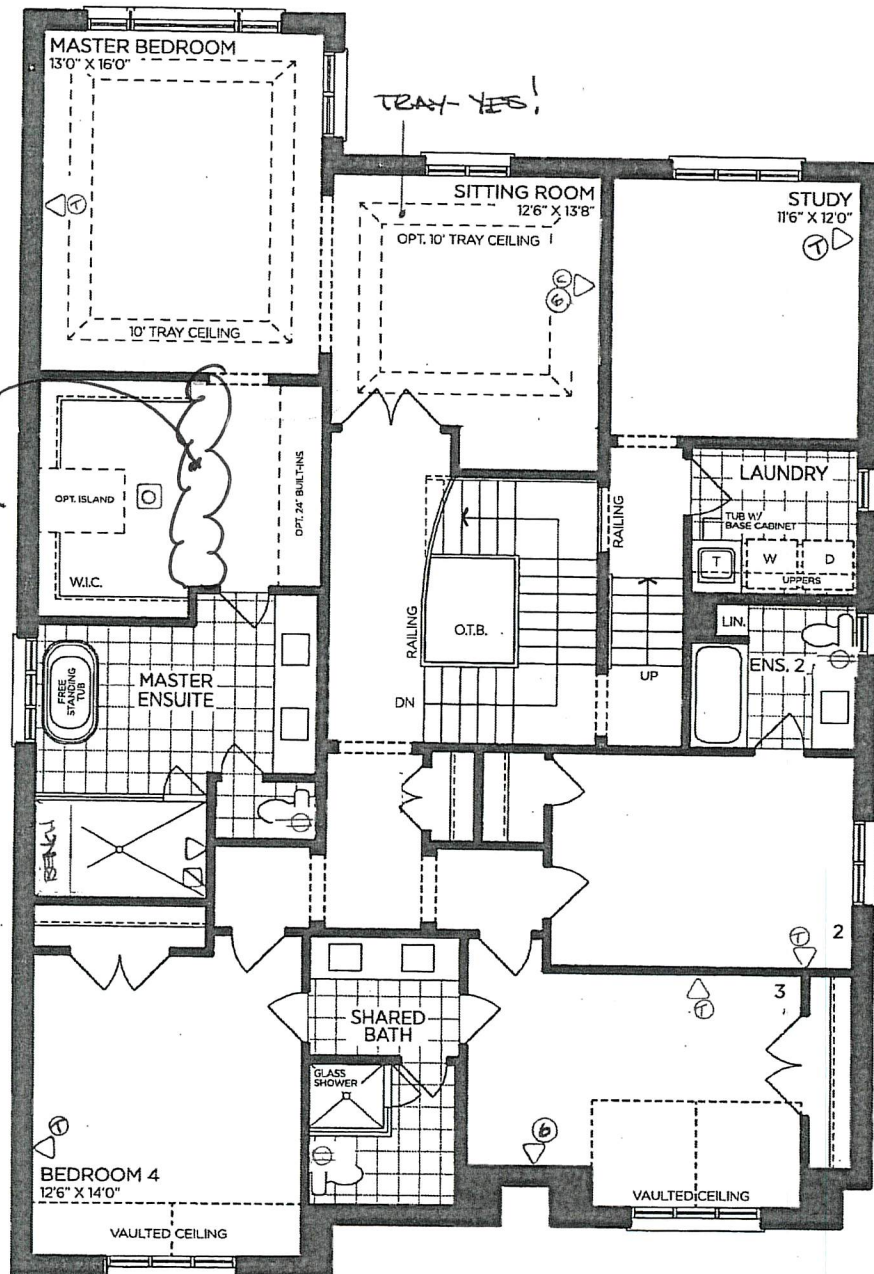 MASTER BEDROOM
13'0" X 16'0"
TRAY- YES!
SITTING ROOM
12'6" X 13'8"
STUDY
11'6" X 12'0"
T
T
OPT. 10' TRAY CEILING
C
6
10' TRAY CEILING
OPT. ISLAND
OPT. 24" BUILT-INS
W.I.C.
RAILING
LAUNDRY
TUB W/
BASE CABINET
T
W
D
UPPERS
RAILING
O.T.B.
LIN.
ENS. 2
UP
DN
FREE
STANDING
TUB
MASTER
ENSUITE
BENCH
2
T
3
T
SHARED
BATH
GLASS
SHOWER
6
T
BEDROOM 4
12'6" X 14'0"
VAULTED CEILING
VAULTED CEILING